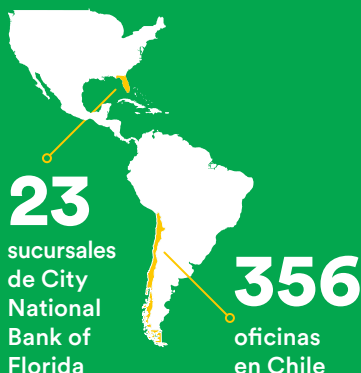 23
sucursales
de City
National
Bank of
Florida
356
oficinas
en Chile